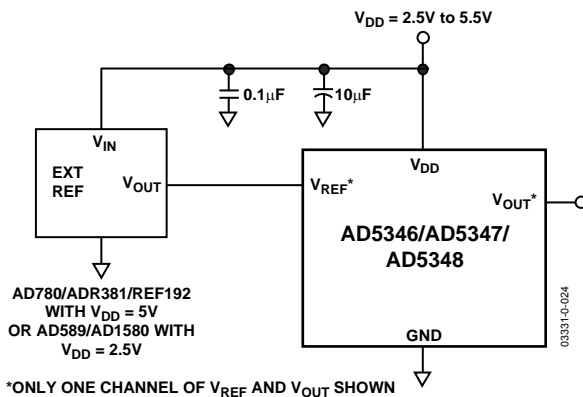 V_DD = 2.5V to 5.5V
0.1μF
10μF
V_IN
EXT
REF
V_OUT
V_REF*
V_DD
V_OUT*
AD5346/AD5347/
AD5348
GND
AD780/ADR381/REF192
WITH V_DD = 5V
OR AD589/AD1580 WITH
V_DD = 2.5V
*ONLY ONE CHANNEL OF V_REF AND V_OUT SHOWN
03331-0-024